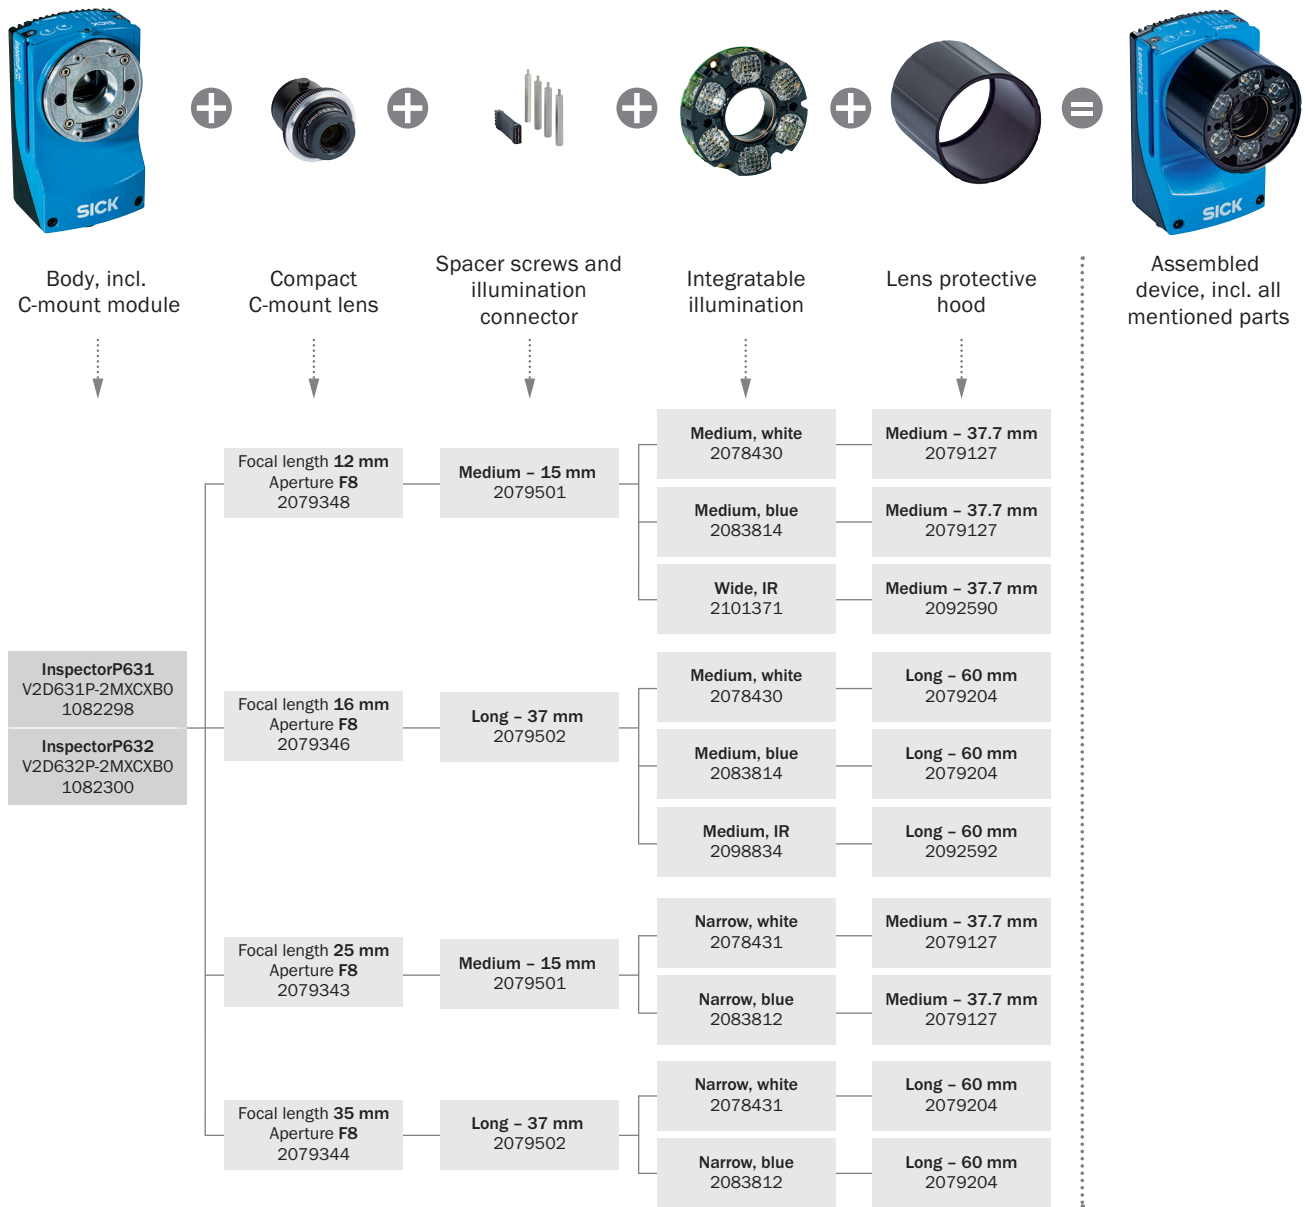 SICK
SICK
SICK
SICK
Body, incl.
C-mount module
Compact
C-mount lens
Spacer screws and
illumination
connector
Integratable
illumination
Lens protective
hood
Assembled
device, incl. all
mentioned parts
InspectorP631
V2D631P-2MXCXB0
1082298
InspectorP632
V2D632P-2MXCXB0
1082300
Focal length 12 mm
Aperture F8
2079348
Medium – 15 mm
2079501
Medium, white
2078430
Medium – 37.7 mm
2079127
Medium, blue
2083814
Medium – 37.7 mm
2079127
Wide, IR
2101371
Medium – 37.7 mm
2092590
Focal length 16 mm
Aperture F8
2079346
Long – 37 mm
2079502
Medium, white
2078430
Long – 60 mm
2079204
Medium, blue
2083814
Long – 60 mm
2079204
Medium, IR
2098834
Long – 60 mm
2092592
Focal length 25 mm
Aperture F8
2079343
Medium – 15 mm
2079501
Narrow, white
2078431
Medium – 37.7 mm
2079127
Narrow, blue
2083812
Medium – 37.7 mm
2079127
Focal length 35 mm
Aperture F8
2079344
Long – 37 mm
2079502
Narrow, white
2078431
Long – 60 mm
2079204
Narrow, blue
2083812
Long – 60 mm
2079204